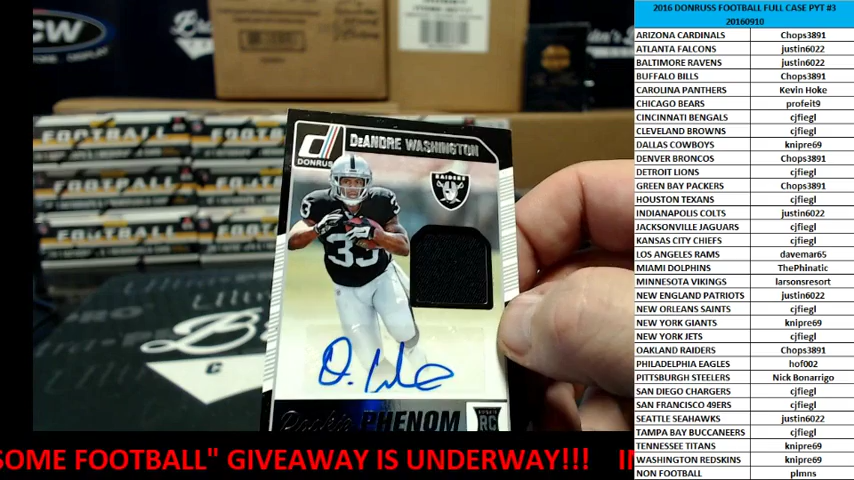 2016 DONRUSS FOOTBALL FULL CASE PYT #3
20160910
ARIZONA CARDINALS Chops3891
ATLANTA FALCONS justin6022
BALTIMORE RAVENS justin6022
BUFFALO BILLS Chops3891
CAROLINA PANTHERS Kevin Hoke
CHICAGO BEARS profeit9
CINCINNATI BENGALS cjfiegl
CLEVELAND BROWNS cjfiegl
DALLAS COWBOYS knipre69
DENVER BRONCOS Chops3891
DETROIT LIONS cjfiegl
GREEN BAY PACKERS Chops3891
HOUSTON TEXANS cjfiegl
INDIANAPOLIS COLTS justin6022
JACKSONVILLE JAGUARS cjfiegl
KANSAS CITY CHIEFS cjfiegl
LOS ANGELES RAMS davemar65
MIAMI DOLPHINS ThePhinatic
MINNESOTA VIKINGS larsonsresort
NEW ENGLAND PATRIOTS justin6022
NEW ORLEANS SAINTS cjfiegl
NEW YORK GIANTS knipre69
NEW YORK JETS cjfiegl
OAKLAND RAIDERS Chops3891
PHILADELPHIA EAGLES hof002
PITTSBURGH STEELERS Nick Bonarrigo
SAN DIEGO CHARGERS cjfiegl
SAN FRANCISCO 49ERS cjfiegl
SEATTLE SEAHAWKS justin6022
TAMPA BAY BUCCANEERS cjfiegl
TENNESSEE TITANS knipre69
WASHINGTON REDSKINS knipre69
NON FOOTBALL plmns
CW
FOOTBALL
DONRUSS
DeANDRE WASHINGTON
RAIDERS
33
Rookie PHENOM
RC
SOME FOOTBALL" GIVEAWAY IS UNDERWAY!!!